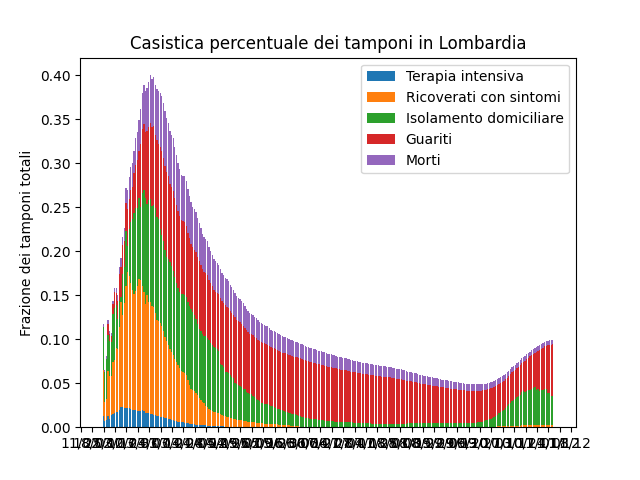 Casistica percentuale dei tamponi in Lombardia
Terapia intensiva
Ricoverati con sintomi
Isolamento domiciliare
Guariti
Morti
Frazione dei tamponi totali
0.40
0.35
0.30
0.25
0.20
0.15
0.10
0.05
0.00